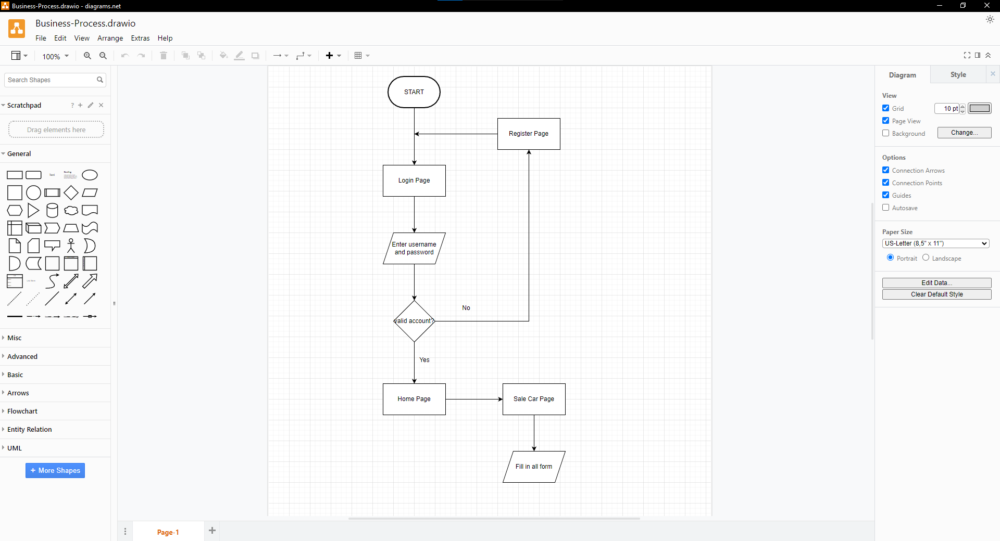 Business-Process.drawio - diagrams.net
Business-Process.drawio
File Edit View Arrange Extras Help
100%
Search Shapes
Scratchpad
?
Drag elements here
General
Text
Heading
Misc
Advanced
Basic
Arrows
Flowchart
Entity Relation
UML
+ More Shapes
START
Register Page
Login Page
Enter username
and password
valid account?
No
Yes
Home Page
Sale Car Page
Fill in all form
Page-1
Diagram
Style
View
Grid
10 pt
Page View
Background
Change...
Options
Connection Arrows
Connection Points
Guides
Autosave
Paper Size
US-Letter (8,5" x 11")
Portrait
Landscape
Edit Data...
Clear Default Style